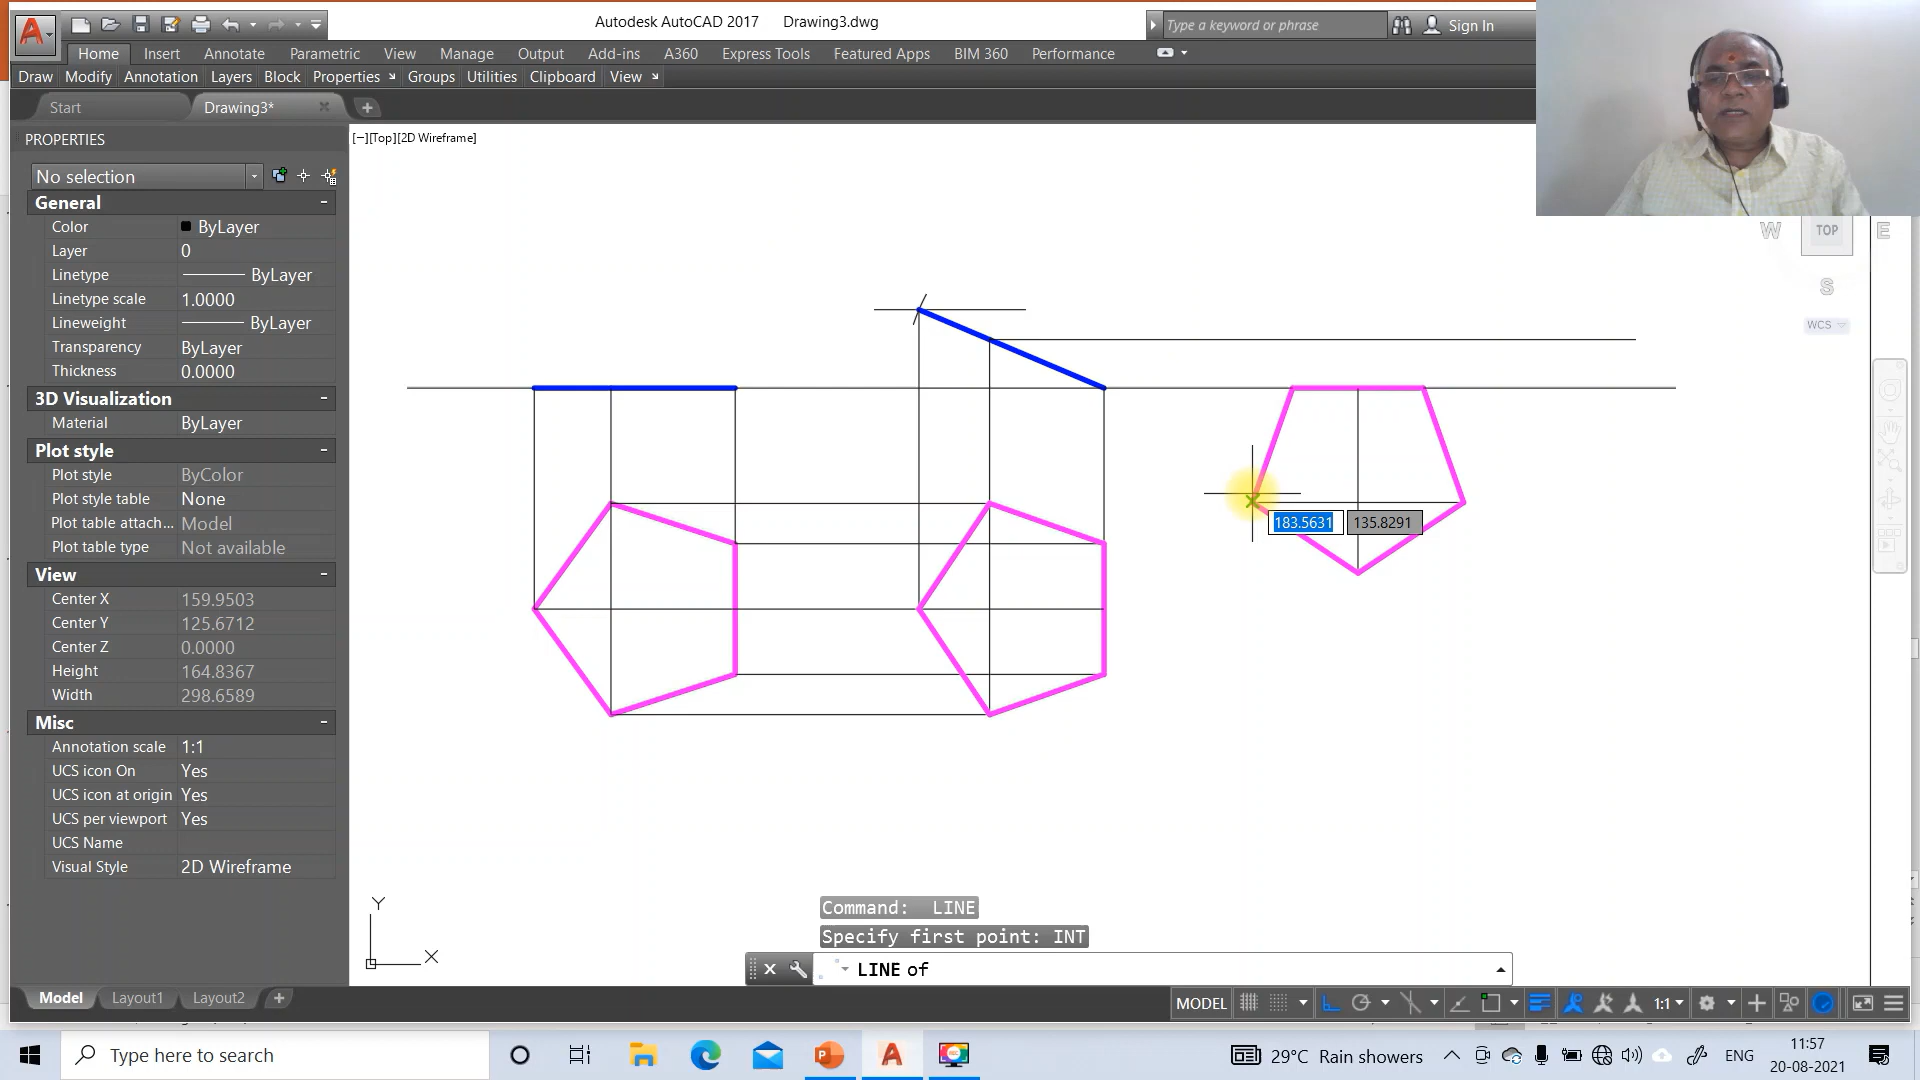 Autodesk AutoCAD 2017 Drawing3.dwg
Type a keyword or phrase
Sign In
Home Insert Annotate Parametric View Manage Output Add-ins A360 Express Tools Featured Apps BIM 360 Performance
Draw Modify Annotation Layers Block Properties Groups Utilities Clipboard View
Start Drawing3*
PROPERTIES
[−][Top][2D Wireframe]
No selection
General
Color ByLayer
Layer 0
Linetype ByLayer
Linetype scale 1.0000
Lineweight ByLayer
Transparency ByLayer
Thickness 0.0000
3D Visualization
Material ByLayer
Plot style
Plot style ByColor
Plot style table None
Plot table attach... Model
Plot table type Not available
View
Center X 159.9503
Center Y 125.6712
Center Z 0.0000
Height 164.8367
Width 298.6589
Misc
Annotation scale 1:1
UCS icon On Yes
UCS icon at origin Yes
UCS per viewport Yes
UCS Name
Visual Style 2D Wireframe
W TOP E
S
WCS
183.5631 135.8291
Y
X
Command: LINE
Specify first point: INT
LINE of
Model Layout1 Layout2
MODEL 1:1
Type here to search
29°C Rain showers
ENG
11:57
20-08-2021